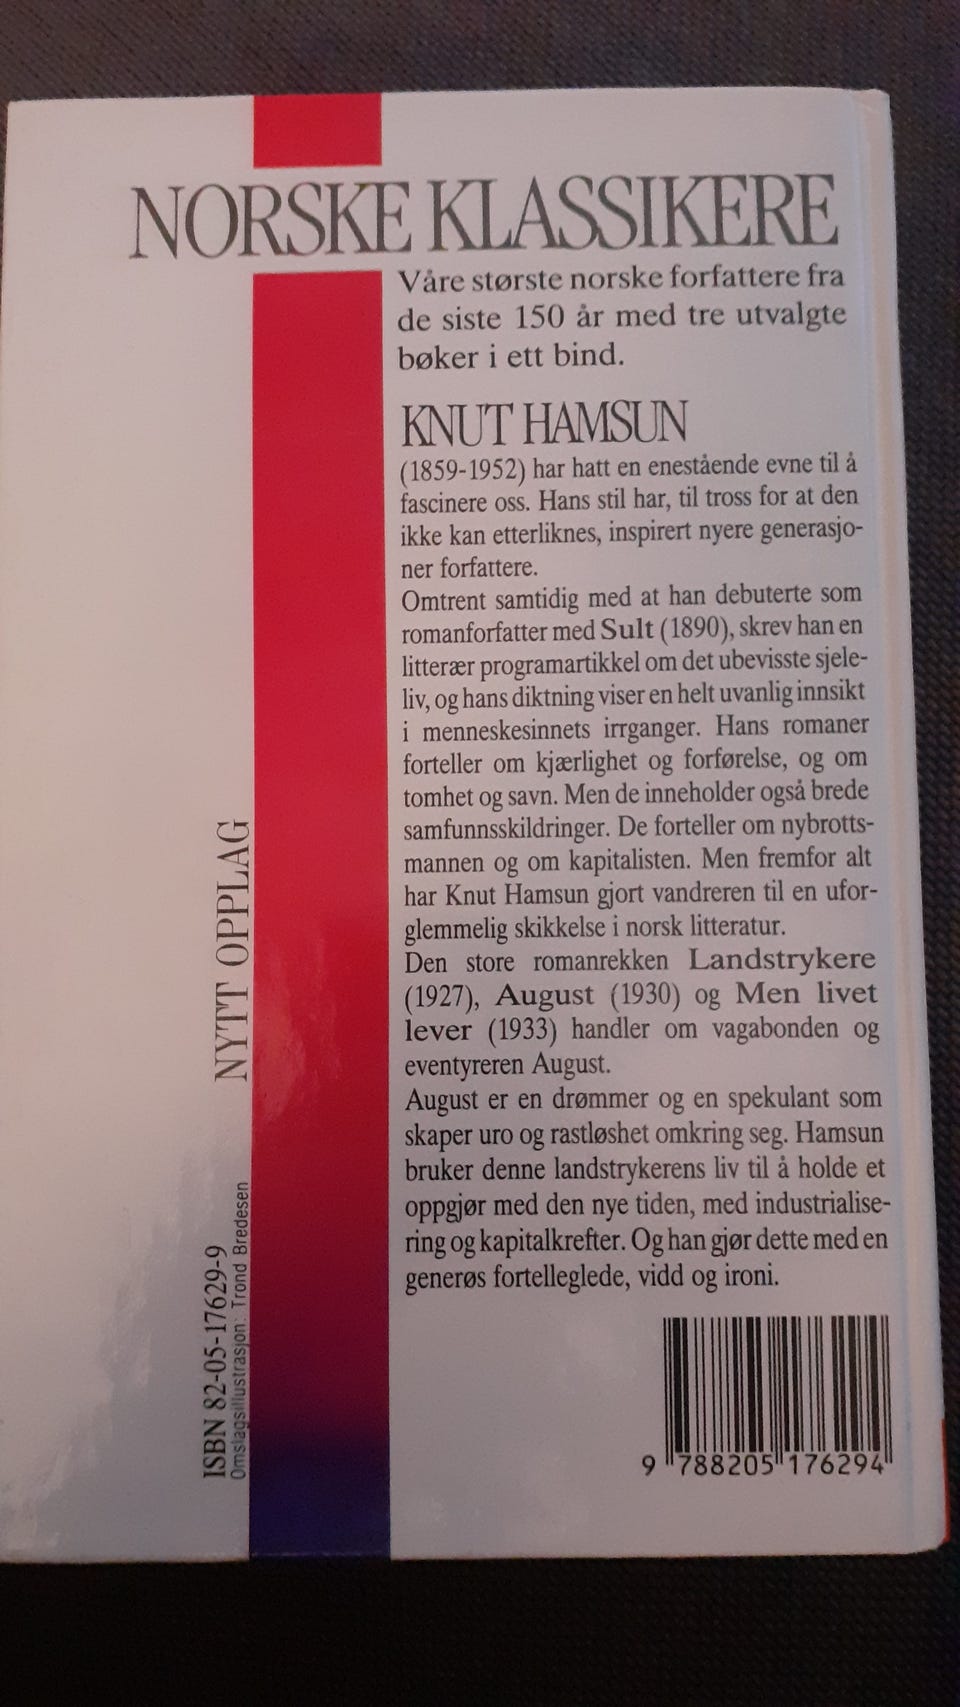 NORSKE KLASSIKERE
Våre største norske forfattere fra
de siste 150 år med tre utvalgte
bøker i ett bind.
KNUT HAMSUN
(1859-1952) har hatt en enestående evne til å
fascinere oss. Hans stil har, til tross for at den
ikke kan etterliknes, inspirert nyere generasjo-
ner forfattere.
Omtrent samtidig med at han debuterte som
romanforfatter med Sult (1890), skrev han en
litterær programartikkel om det ubevisste sjele-
liv, og hans diktning viser en helt uvanlig innsikt
i menneskesinnets irrganger. Hans romaner
forteller om kjærlighet og forførelse, og om
tomhet og savn. Men de inneholder også brede
samfunnsskildringer. De forteller om nybrotts-
mannen og om kapitalisten. Men fremfor alt
har Knut Hamsun gjort vandreren til en ufor-
glemmelig skikkelse i norsk litteratur.
Den store romanrekken Landstrykere
(1927), August (1930) og Men livet
lever (1933) handler om vagabonden og
eventyreren August.
August er en drømmer og en spekulant som
skaper uro og rastløshet omkring seg. Hamsun
bruker denne landstrykerens liv til å holde et
oppgjør med den nye tiden, med industrialise-
ring og kapitalkrefter. Og han gjør dette med en
generøs fortelleglede, vidd og ironi.
NYTT OPPLAG
ISBN 82-05-17629-9
Omslagsillustrasjon: Trond Bredesen
9 788205 176294